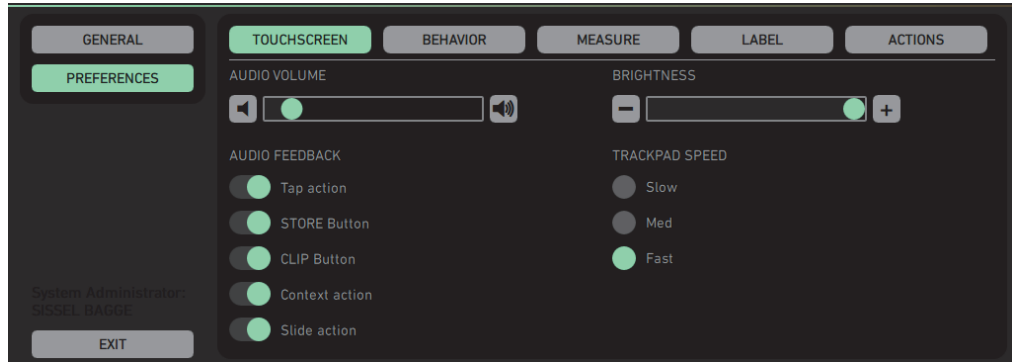 GENERAL
PREFERENCES
TOUCHSCREEN BEHAVIOR MEASURE LABEL ACTIONS
AUDIO VOLUME
BRIGHTNESS
AUDIO FEEDBACK
Tap action
STORE Button
CLIP Button
Context action
Slide action
TRACKPAD SPEED
Slow
Med
Fast
System Administrator:
SISSEL BAGGE
EXIT